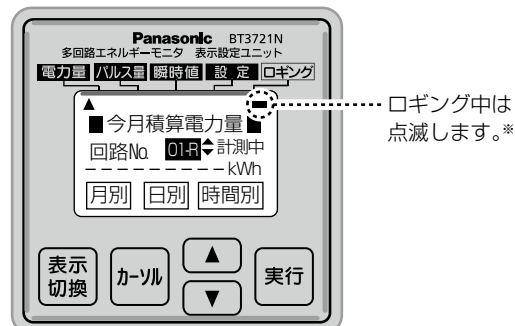 Panasonic BT3721N
多回路エネルギーモニタ 表示設定ユニット
電力量 パルス量 瞬時値 設 定 ロギング
▲
■今月積算電力量■
回路No. 01-R 計測中
- - - - - - - - - - kWh
月別 日別 時間別
ロギング中は
点滅します。※
表示
切換
カーソル
▲
▼
実行